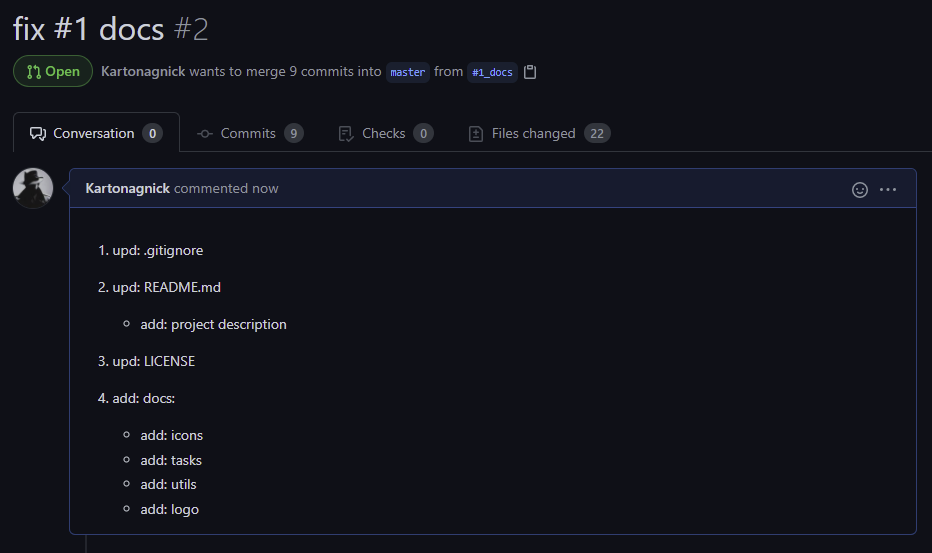 fix #1 docs #2
Open Kartonagnick wants to merge 9 commits into master from #1_docs
Conversation 0 Commits 9 Checks 0 Files changed 22
Kartonagnick commented now
1. upd: .gitignore
2. upd: README.md
add: project description
3. upd: LICENSE
4. add: docs:
add: icons
add: tasks
add: utils
add: logo